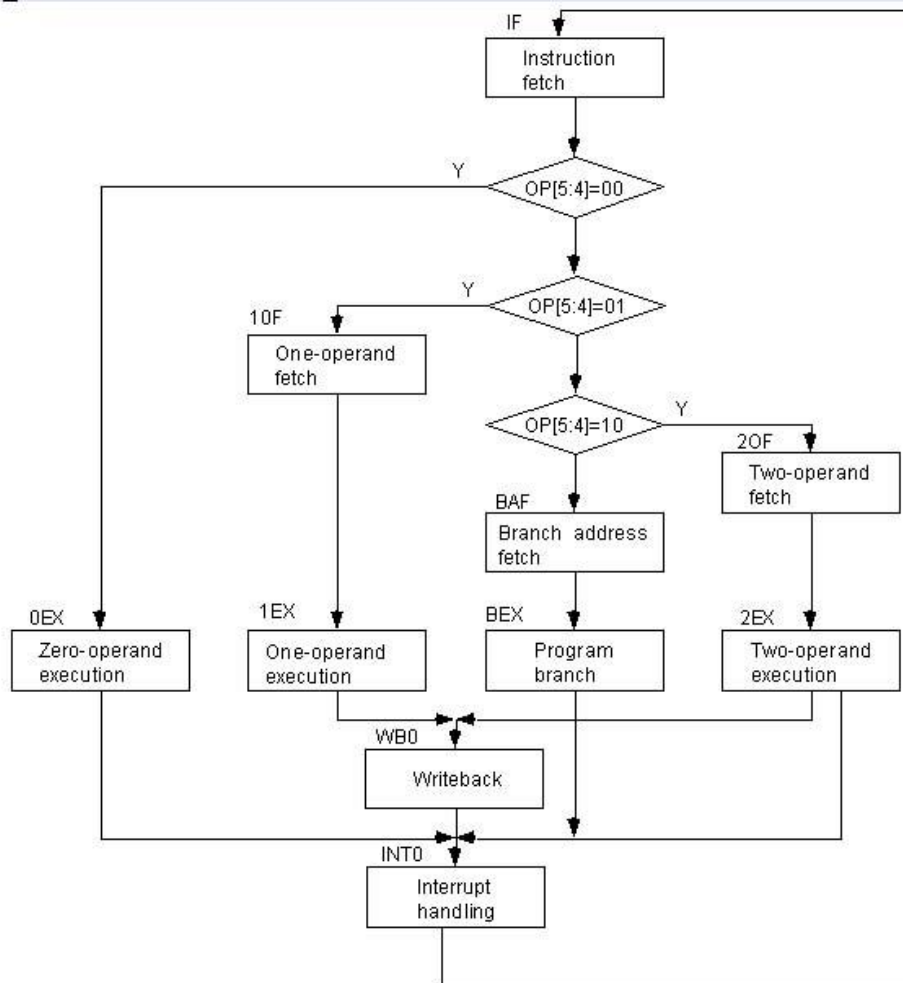 IF
Instruction
fetch
Y
OP[5:4]=00
Y
OP[5:4]=01
10F
One-operand
fetch
OP[5:4]=10
Y
2OF
Two-operand
fetch
BAF
Branch address
fetch
0EX
Zero-operand
execution
1EX
One-operand
execution
BEX
Program
branch
2EX
Two-operand
execution
WB0
Writeback
INT0
Interrupt
handling